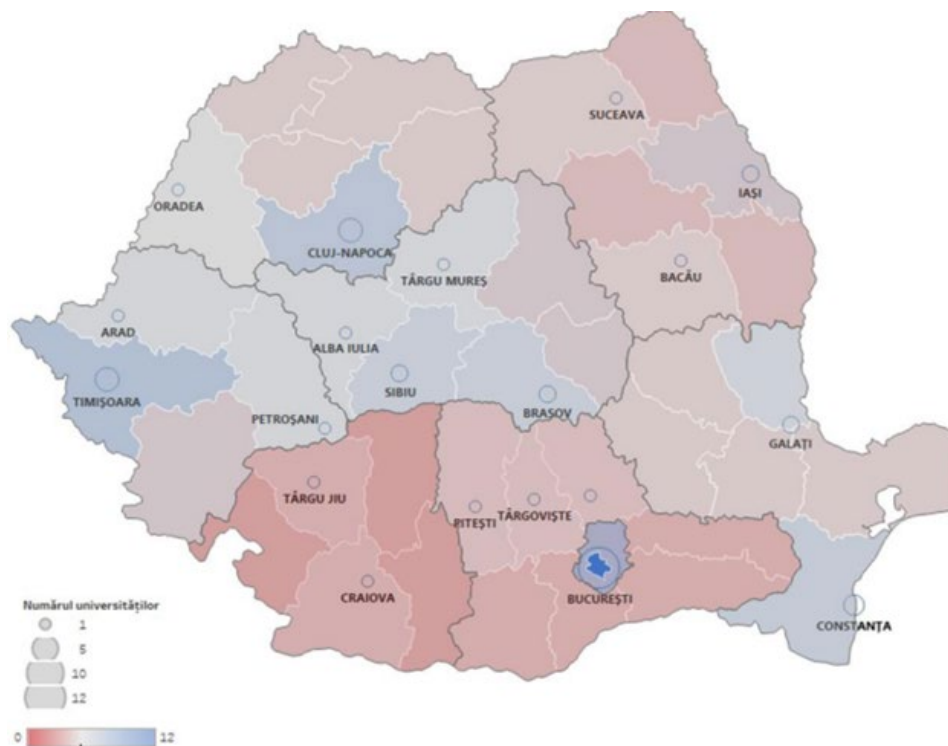 SUCEAVA
IAȘI
ORADEA
CLUJ-NAPOCA
TÂRGU MUREȘ
BACĂU
ARAD
ALBA IULIA
TIMIȘOARA
SIBIU
BRAȘOV
PETROȘANI
GALAȚI
TÂRGU JIU
PITEȘTI
TÂRGOVIȘTE
CRAIOVA
BUCUREȘTI
CONSTANȚA
Numărul universităților
1
5
10
12
0 12